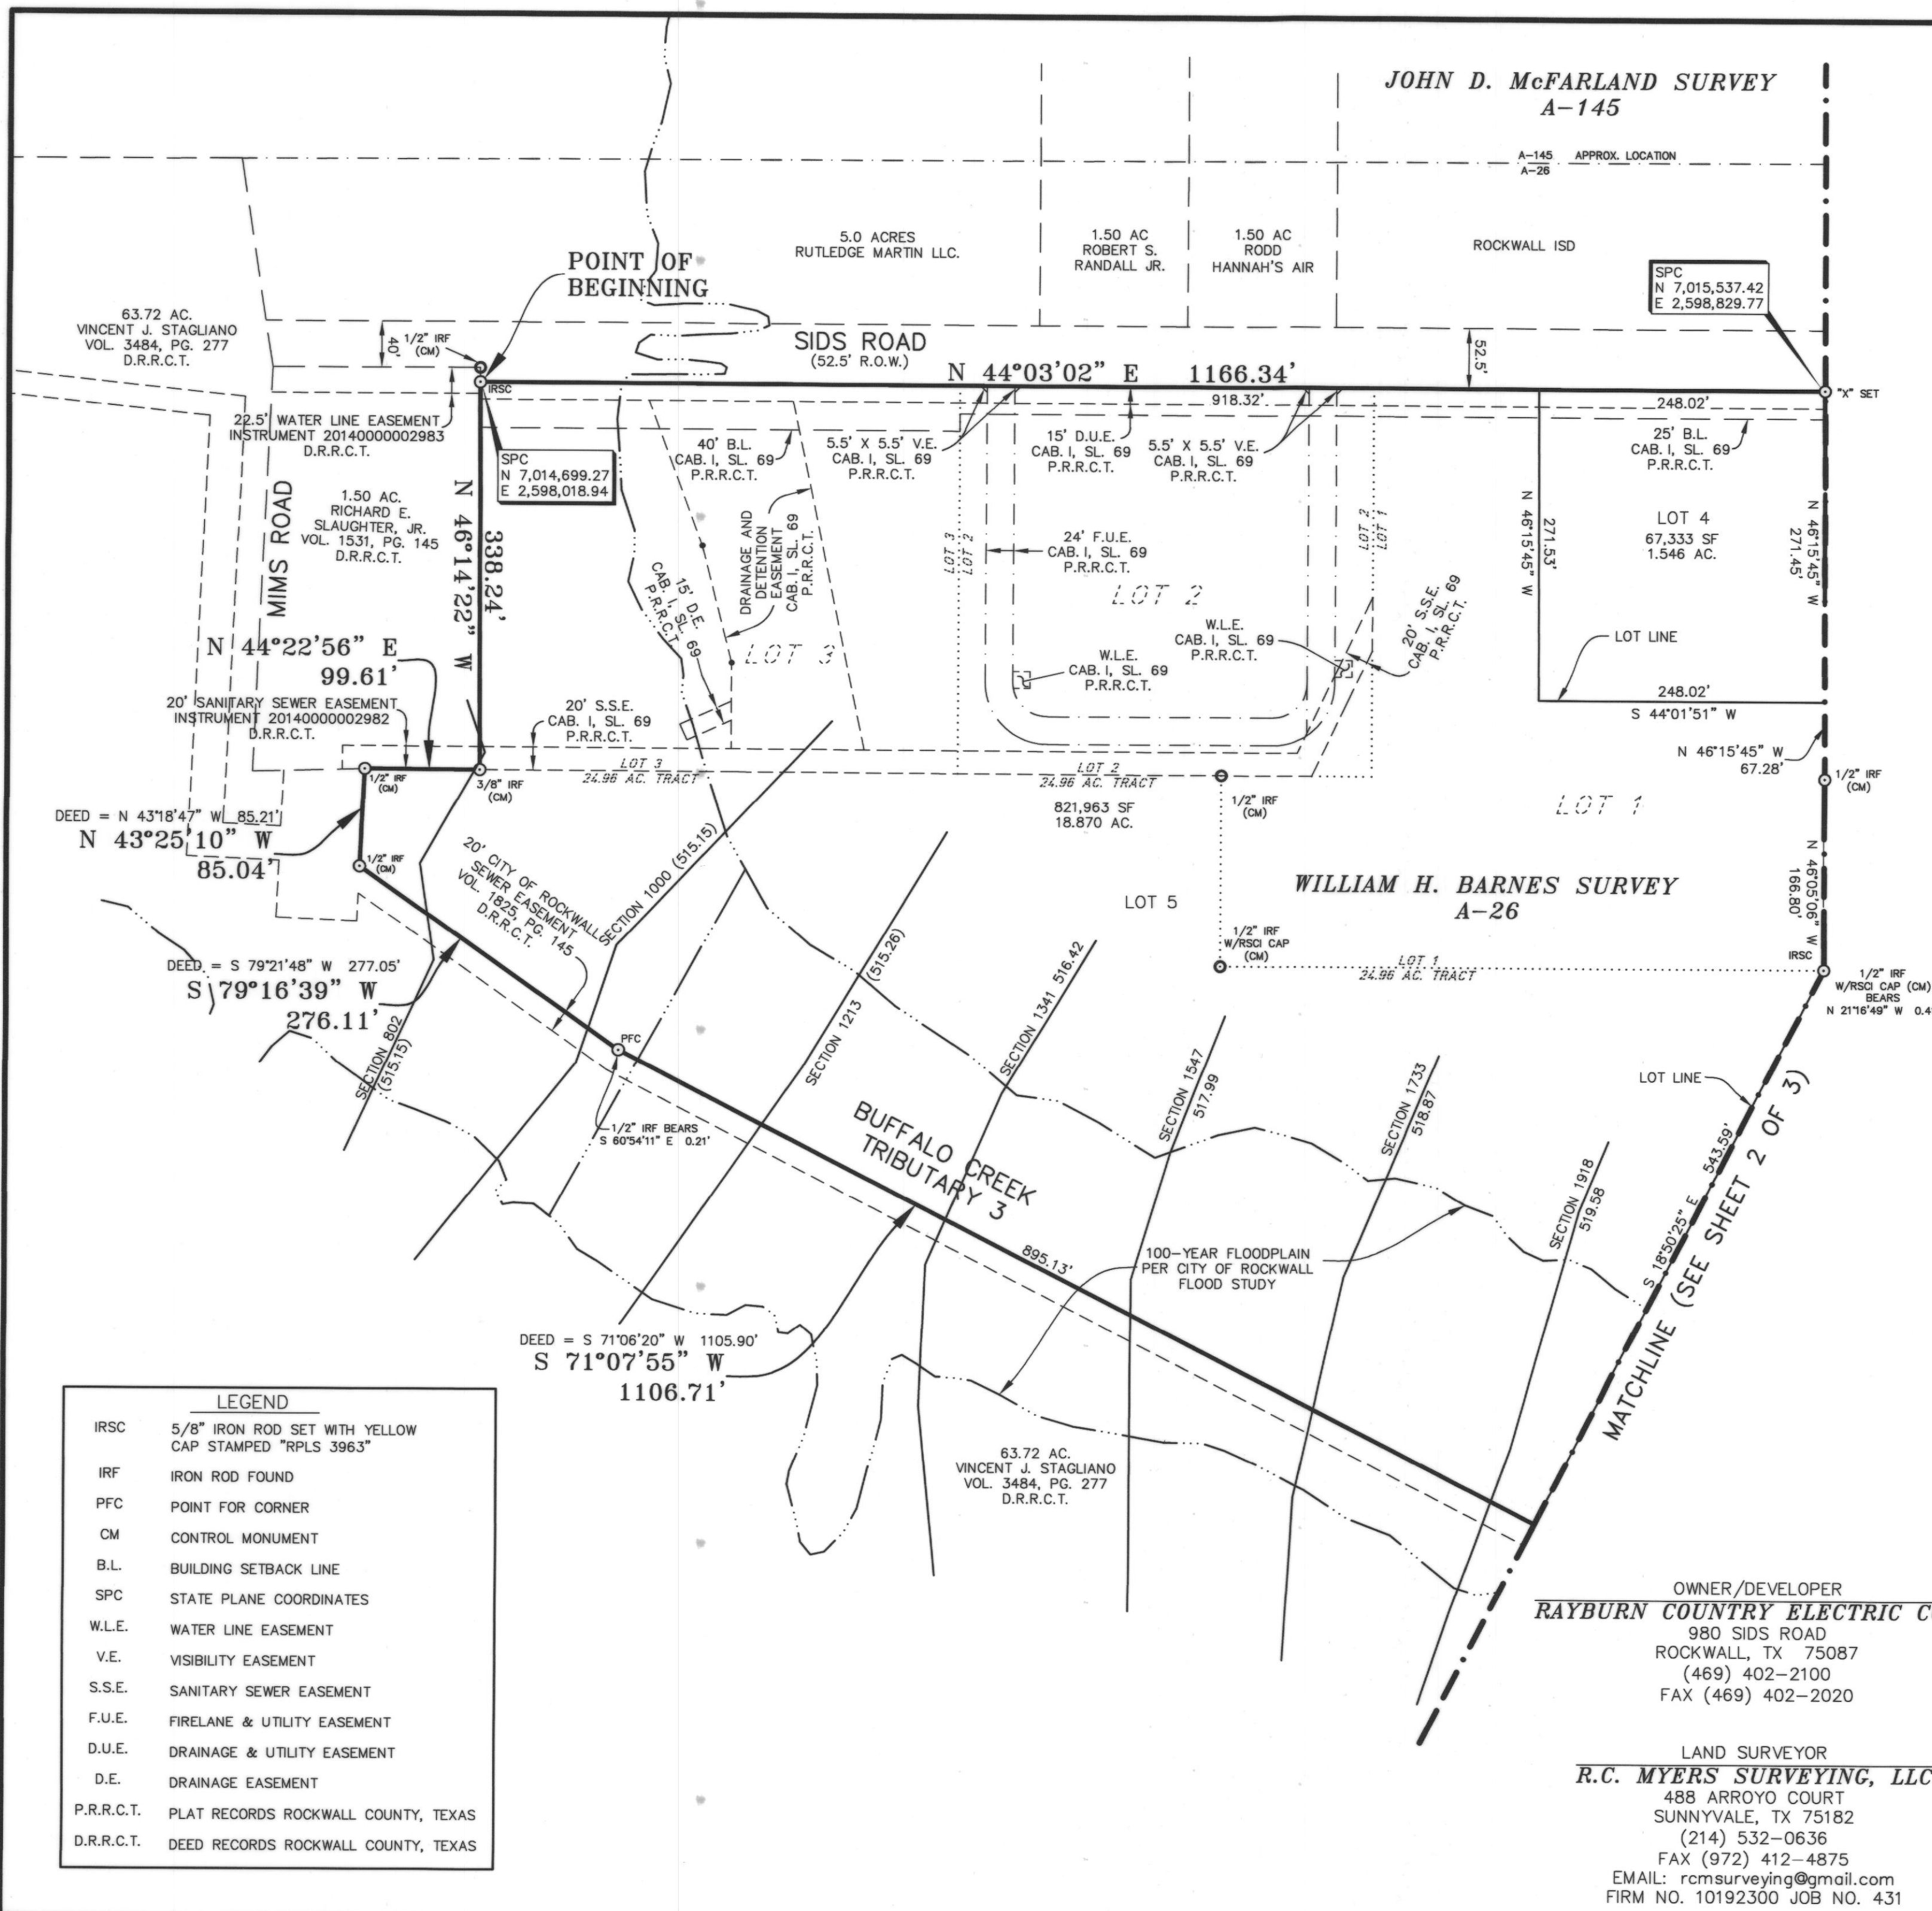 JOHN D. McFARLAND SURVEY
A-145
A-145 APPROX. LOCATION
A-26
5.0 ACRES
RUTLEDGE MARTIN LLC.
1.50 AC
ROBERT S.
RANDALL JR.
1.50 AC
RODD
HANNAH'S AIR
ROCKWALL ISD
POINT OF
BEGINNING
SPC
N 7,015,537.42
E 2,598,829.77
63.72 AC.
VINCENT J. STAGLIANO
VOL. 3484, PG. 277
D.R.R.C.T.
40'
1/2" IRF
(CM)
IRSC
SIDS ROAD
(52.5' R.O.W.)
52.5'
N 44°03'02" E 1166.34'
918.32'
248.02'
"X" SET
22.5' WATER LINE EASEMENT
INSTRUMENT 20140000002983
D.R.R.C.T.
SPC
N 7,014,699.27
E 2,598,018.94
40' B.L.
CAB. I, SL. 69
P.R.R.C.T.
5.5' X 5.5' V.E.
CAB. I, SL. 69
P.R.R.C.T.
15' D.U.E.
CAB. I, SL. 69
P.R.R.C.T.
5.5' X 5.5' V.E.
CAB. I, SL. 69
P.R.R.C.T.
25' B.L.
CAB. I, SL. 69
P.R.R.C.T.
MIMS ROAD
1.50 AC.
RICHARD E.
SLAUGHTER, JR.
VOL. 1531, PG. 145
D.R.R.C.T.
N 46°14'22" W
338.24'
15' D.E.
CAB. I, SL. 69
P.R.R.C.T.
DRAINAGE AND
DETENTION
EASEMENT
CAB. I, SL. 69
P.R.R.C.T.
LOT 3
LOT 3
LOT 2
24' F.U.E.
CAB. I, SL. 69
P.R.R.C.T.
LOT 2
W.L.E.
CAB. I, SL. 69
P.R.R.C.T.
W.L.E.
CAB. I, SL. 69
P.R.R.C.T.
LOT 2
LOT 1
20' S.S.E.
CAB. I, SL. 69
P.R.R.C.T.
N 46°15'45" W
271.53'
LOT 4
67,333 SF
1.546 AC.
N 46°15'45" W
271.45'
LOT LINE
248.02'
S 44°01'51" W
N 46°15'45" W
67.28'
1/2" IRF
(CM)
N 44°22'56" E
99.61'
20' SANITARY SEWER EASEMENT
INSTRUMENT 20140000002982
D.R.R.C.T.
20' S.S.E.
CAB. I, SL. 69
P.R.R.C.T.
1/2" IRF
(CM)
3/8" IRF
(CM)
LOT 3
24.96 AC. TRACT
LOT 2
24.96 AC. TRACT
821,963 SF
18.870 AC.
1/2" IRF
(CM)
LOT 1
DEED = N 43°18'47" W 85.21'
N 43°25'10" W
85.04'
1/2" IRF
(CM)
20' CITY OF ROCKWALL
SEWER EASEMENT
VOL. 1825, PG. 145
D.R.R.C.T.
SECTION 1000 (515.15)
LOT 5
WILLIAM H. BARNES SURVEY
A-26
N 46°05'06" W
166.80'
1/2" IRF
W/RSCI CAP
(CM)
LOT 1
24.96 AC. TRACT
IRSC
1/2" IRF
W/RSCI CAP (CM)
BEARS
N 21°16'49" W
DEED = S 79°21'48" W 277.05'
S 79°16'39" W
276.11'
SECTION 802
(515.15)
PFC
1/2" IRF BEARS
S 60°54'11" E 0.21'
SECTION 1213
(515.26)
SECTION 1341 516.42
SECTION 1547
517.99
SECTION 1733
518.87
SECTION 1918
519.58
LOT LINE
S 18°50'25" E 543.59'
MATCHLINE (SEE SHEET 2 OF 3)
BUFFALO CREEK
TRIBUTARY 3
895.13'
100-YEAR FLOODPLAIN
PER CITY OF ROCKWALL
FLOOD STUDY
DEED = S 71°06'20" W 1105.90'
S 71°07'55" W
1106.71'
63.72 AC.
VINCENT J. STAGLIANO
VOL. 3484, PG. 277
D.R.R.C.T.
LEGEND
IRSC 5/8" IRON ROD SET WITH YELLOW
CAP STAMPED "RPLS 3963"
IRF IRON ROD FOUND
PFC POINT FOR CORNER
CM CONTROL MONUMENT
B.L. BUILDING SETBACK LINE
SPC STATE PLANE COORDINATES
W.L.E. WATER LINE EASEMENT
V.E. VISIBILITY EASEMENT
S.S.E. SANITARY SEWER EASEMENT
F.U.E. FIRELANE & UTILITY EASEMENT
D.U.E. DRAINAGE & UTILITY EASEMENT
D.E. DRAINAGE EASEMENT
P.R.R.C.T. PLAT RECORDS ROCKWALL COUNTY, TEXAS
D.R.R.C.T. DEED RECORDS ROCKWALL COUNTY, TEXAS
OWNER/DEVELOPER
RAYBURN COUNTRY ELECTRIC
980 SIDS ROAD
ROCKWALL, TX 75087
(469) 402-2100
FAX (469) 402-2020
LAND SURVEYOR
R.C. MYERS SURVEYING, LLC
488 ARROYO COURT
SUNNYVALE, TX 75182
(214) 532-0636
FAX (972) 412-4875
EMAIL: rcmsurveying@gmail.com
FIRM NO. 10192300 JOB NO. 431